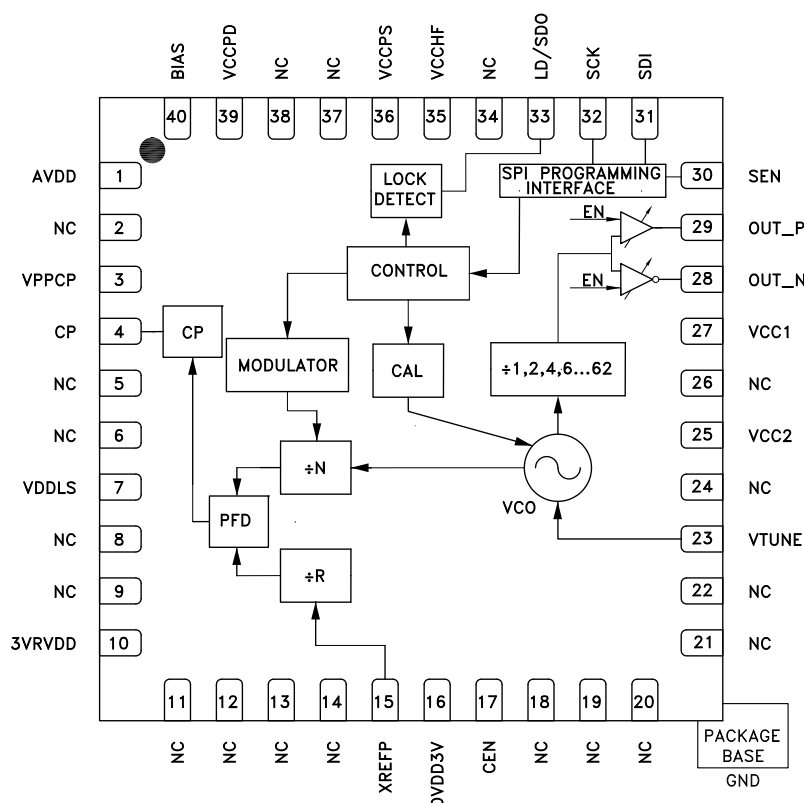 BIAS
VCCPD
NC
NC
VCCPS
VCCHF
NC
LD/SDO
SCK
SDI
40
39
38
37
36
35
34
33
32
31
AVDD
1
LOCK
DETECT
SPI PROGRAMMING
INTERFACE
30
SEN
NC
2
EN
29
OUT_P
VPPCP
3
CONTROL
EN
28
OUT_N
CP
4
CP
MODULATOR
CAL
÷1,2,4,6...62
27
VCC1
NC
5
26
NC
NC
6
25
VCC2
VDDLS
7
÷N
VCO
24
NC
NC
8
PFD
23
VTUNE
NC
9
÷R
22
NC
3VRVDD
10
21
NC
11
12
13
14
15
16
17
18
19
20
NC
NC
NC
NC
XREFP
DVDD3V
CEN
NC
NC
NC
PACKAGE
BASE
GND